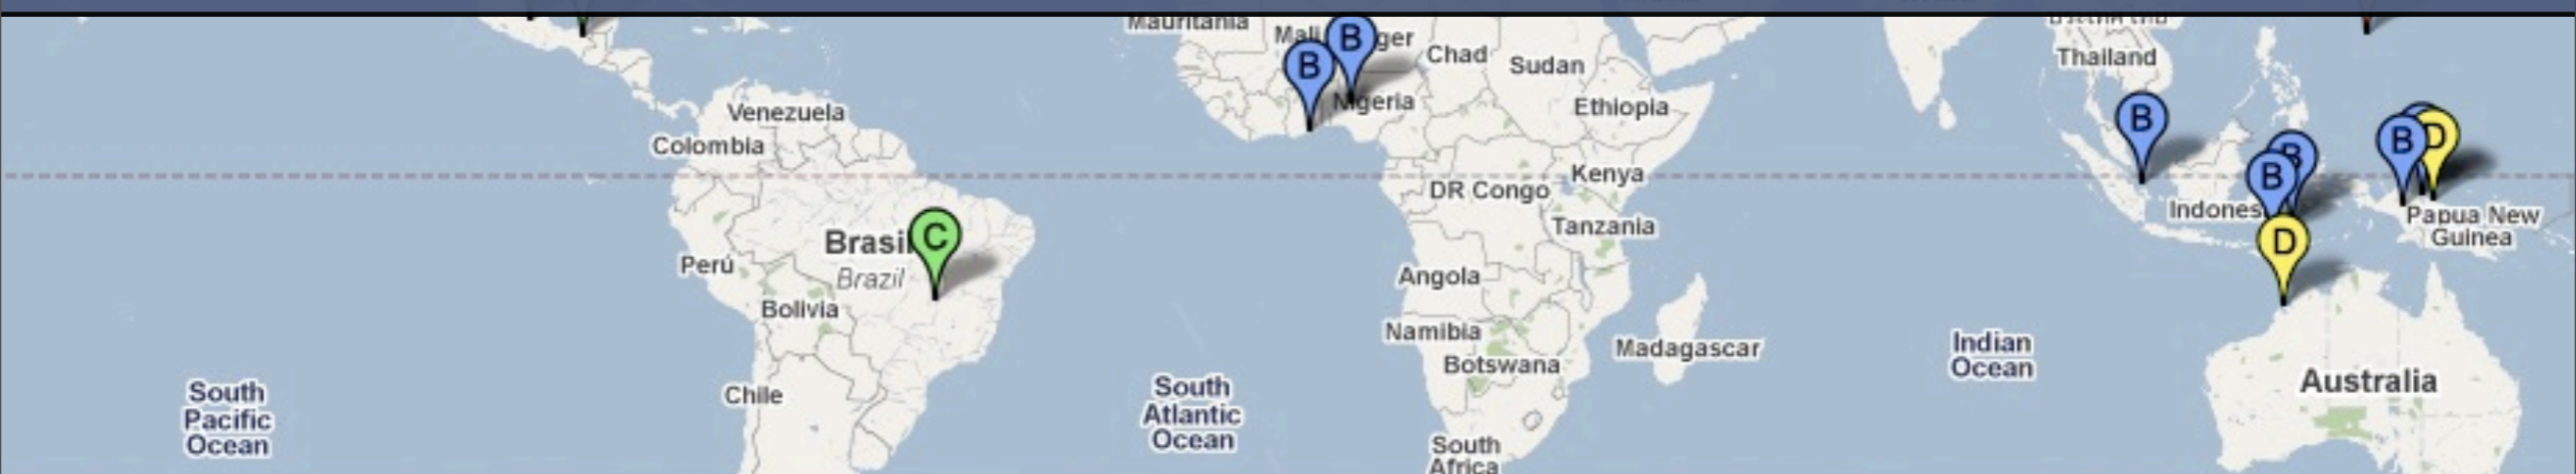 Mauritania
Mali
B
ger
Chad
Sudan
Thailand
B
Nigeria
Ethiopia
Venezuela
Colombia
B
B
D
B
B
Kenya
DR Congo
Indones
Papua New
Guinea
Tanzania
C
Brasil
Brazil
D
Perú
Angola
Bolivia
Namibia
Madagascar
Botswana
Indian
Ocean
Australia
Chile
South
Pacific
Ocean
South
Atlantic
Ocean
South
Africa